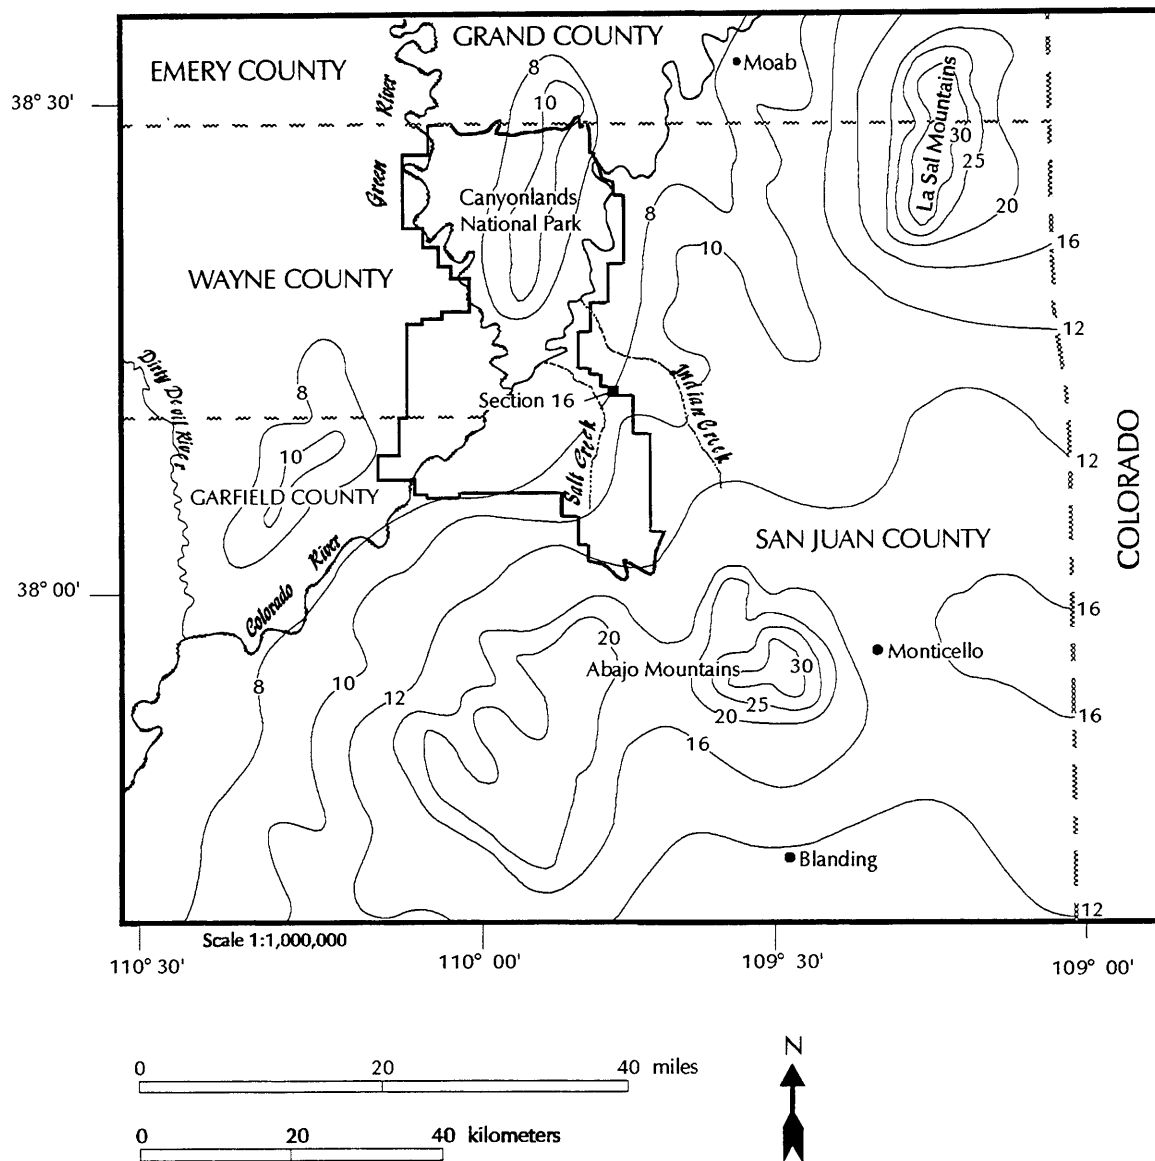 GRAND COUNTY
EMERY COUNTY
8
Moab
38° 30'
10
Green River
La Sal Mountains
30
25
Canyonlands
National Park
20
8
16
10
WAYNE COUNTY
12
Dirty Devil River
8
Indian Creek
Section 16
COLORADO
10
Salt Creek
12
GARFIELD COUNTY
SAN JUAN COUNTY
38° 00'
Colorado River
16
20
Monticello
Abajo Mountains
30
8
10
12
25
20
16
16
Blanding
12
Scale 1:1,000,000
110° 30'
110° 00'
109° 30'
109° 00'
N
0 20 40 miles
0 20 40 kilometers